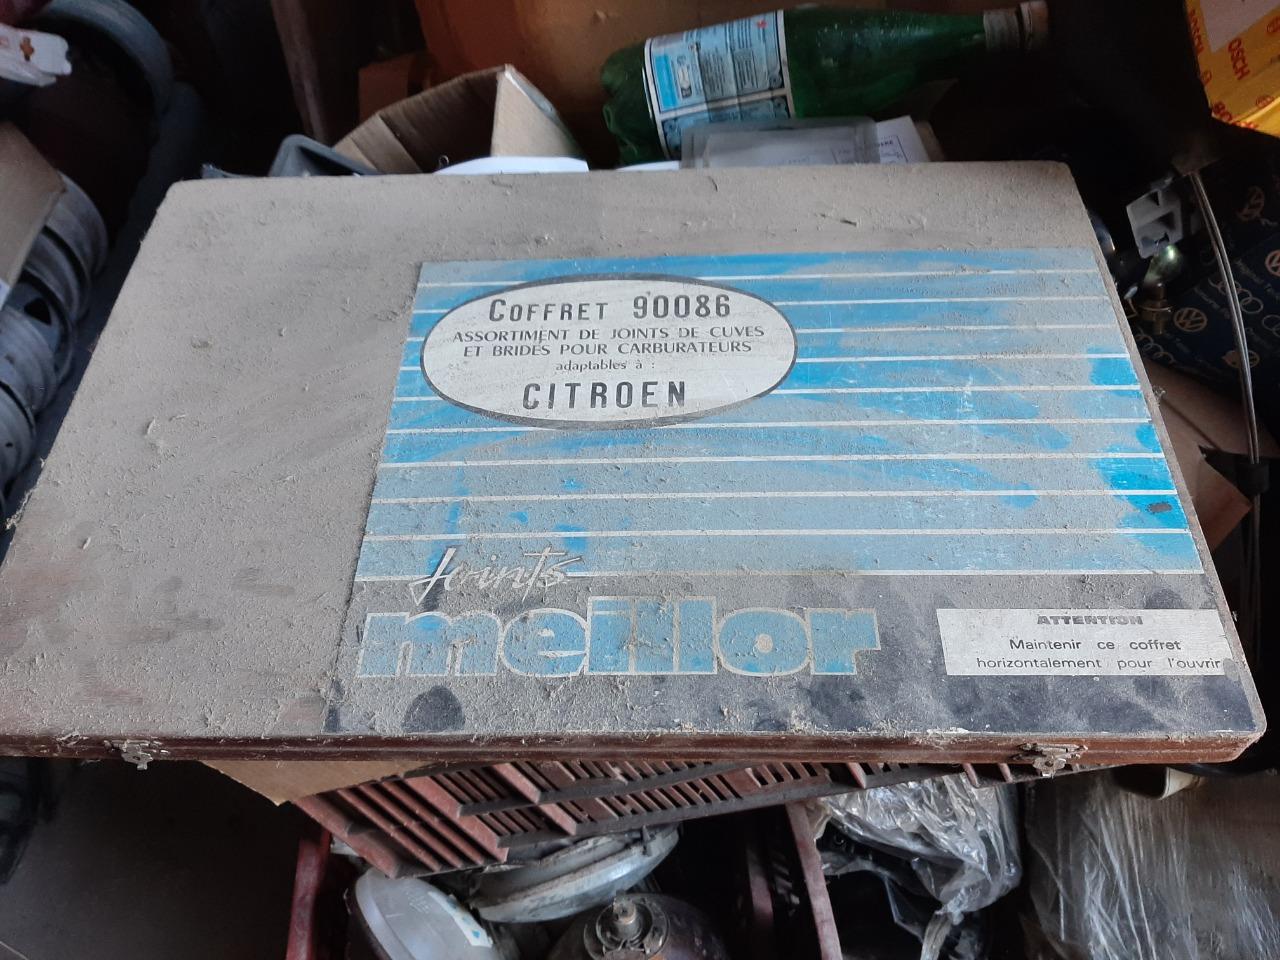 COFFRET 90086
ASSORTIMENT DE JOINTS DE CUVES
ET BRIDES POUR CARBURATEURS
adaptables à :
CITROEN
Joints
meillor
ATTENTION
Maintenir ce coffret
horizontalement pour l'ouvrir
BOSCH